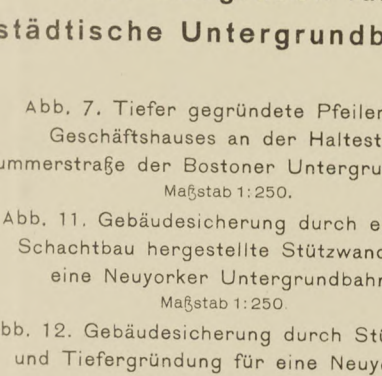 städtische Untergrundb
Abb. 7. Tiefer gegründete Pfeiler
Geschäftshauses an der Haltest
ummerstraße der Bostoner Untergru
Maßstab 1:250.
Abb. 11. Gebäudesicherung durch e
Schachtbau hergestellte Stützwand
eine Neuyorker Untergrundbahn
Maßstab 1:250.
bb. 12. Gebäudesicherung durch Stü
und Tiefergründung für eine Neuyo